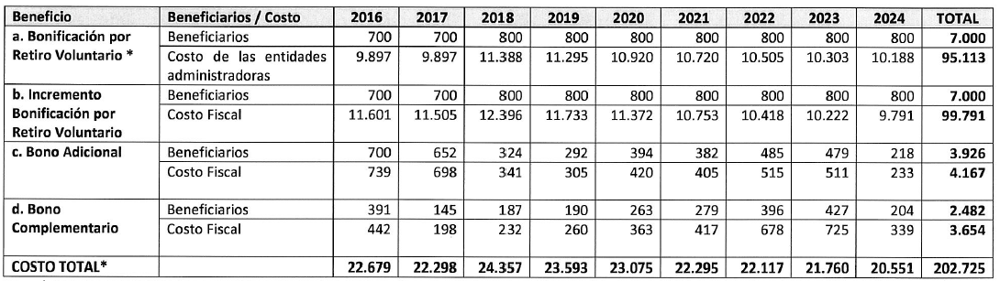 Beneficio Beneficiarios / Costo 2016 2017 2018 2019 2020 2021 2022 2023 2024 TOTAL
a. Bonificación por Beneficiarios 700 700 800 800 800 800 800 800 800 7.000
Retiro Voluntario * Costo de las entidades 9.897 9.897 11.388 11.295 10.920 10.720 10.505 10.303 10.188 95.113
administradoras
b. Incremento Beneficiarios 700 700 800 800 800 800 800 800 800 7.000
Bonificación por Costo Fiscal 11.601 11.505 12.396 11.733 11.372 10.753 10.418 10.222 9.791 99.791
Retiro Voluntario
c. Bono Adicional Beneficiarios 700 652 324 292 394 382 485 479 218 3.926
Costo Fiscal 739 698 341 305 420 405 515 511 233 4.167
d. Bono Beneficiarios 391 145 187 190 263 279 396 427 204 2.482
Complementario Costo Fiscal 442 198 232 260 363 417 678 725 339 3.654
COSTO TOTAL* 22.679 22.298 24.357 23.593 23.075 22.295 22.117 21.760 20.551 202.725